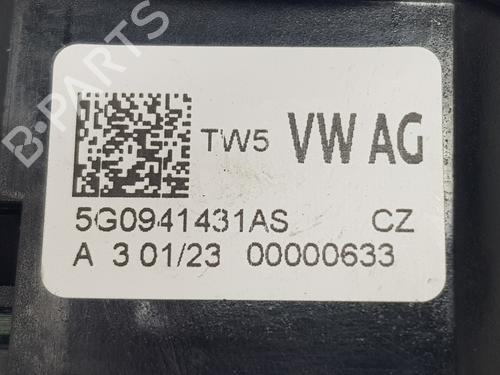 B-PARTS
TW5 VW AG
5G0941431AS CZ
A 3 01/23 00000633